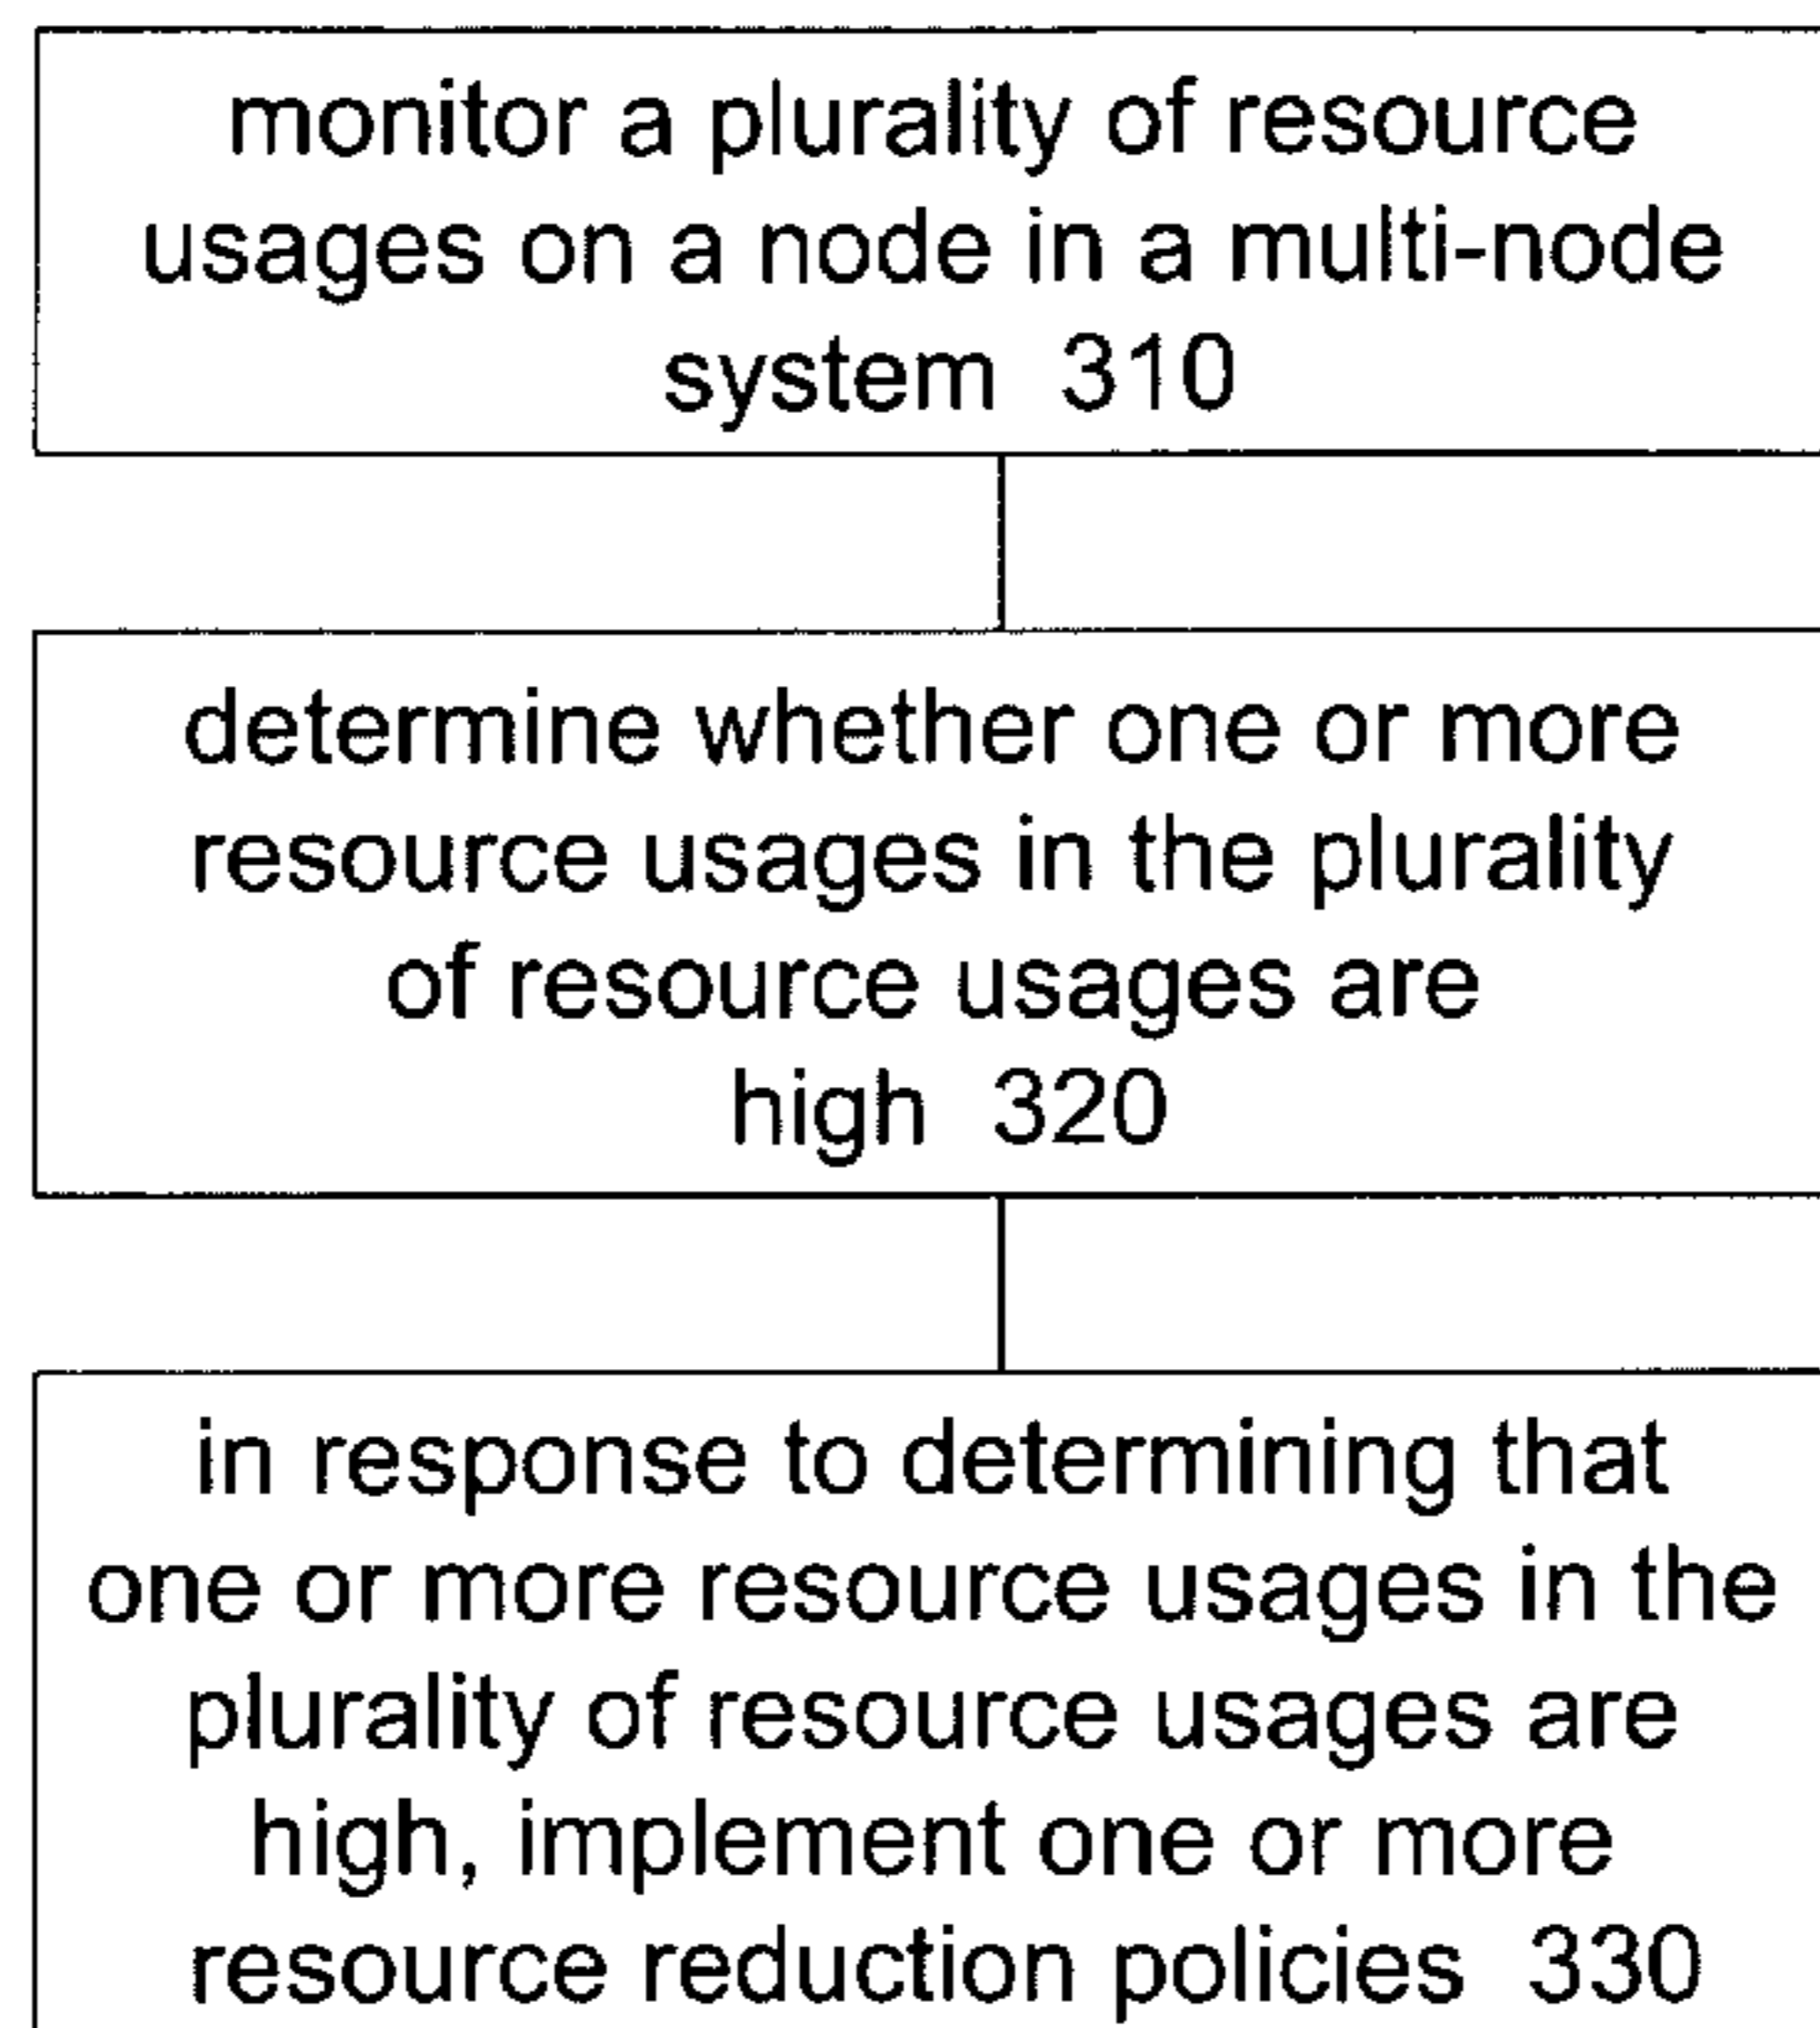 monitor a plurality of resource
usages on a node in a multi-node
system 310
determine whether one or more
resource usages in the plurality
of resource usages are
high 320
in response to determining that
one or more resource usages in the
plurality of resource usages are
high, implement one or more
resource reduction policies 330